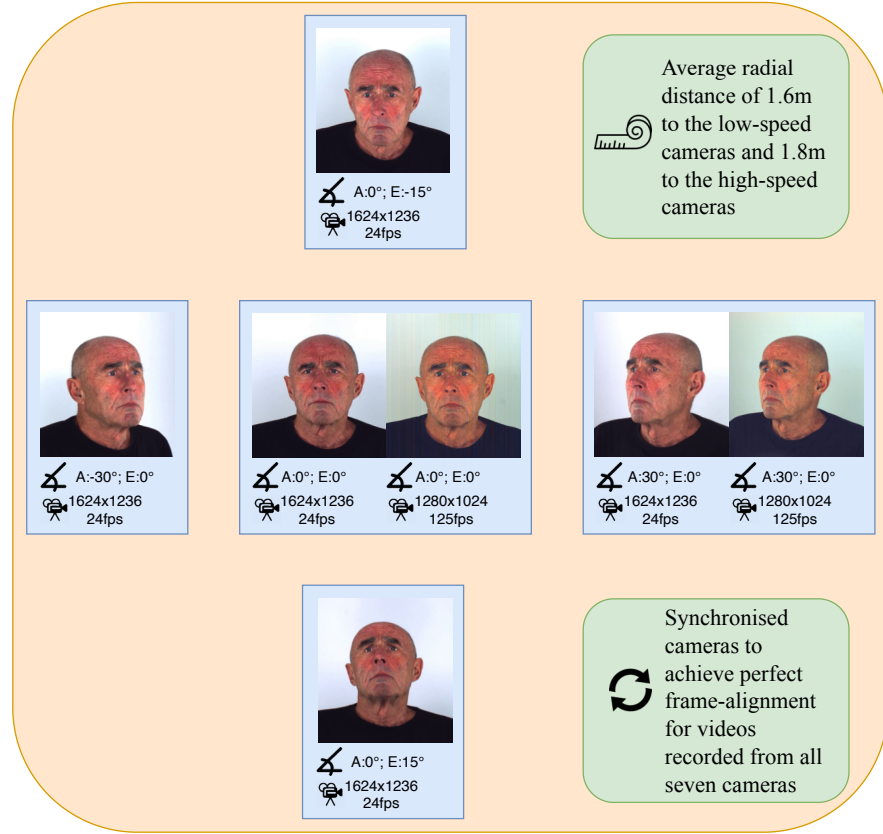 Average radial
distance of 1.6m
to the low-speed
cameras and 1.8m
to the high-speed
cameras
A:0°; E:-15°
1624x1236
24fps
A:-30°; E:0°
1624x1236
24fps
A:0°; E:0°
1624x1236
24fps
A:0°; E:0°
1280x1024
125fps
A:30°; E:0°
1624x1236
24fps
A:30°; E:0°
1280x1024
125fps
A:0°; E:15°
1624x1236
24fps
Synchronised
cameras to
achieve perfect
frame-alignment
for videos
recorded from all
seven cameras